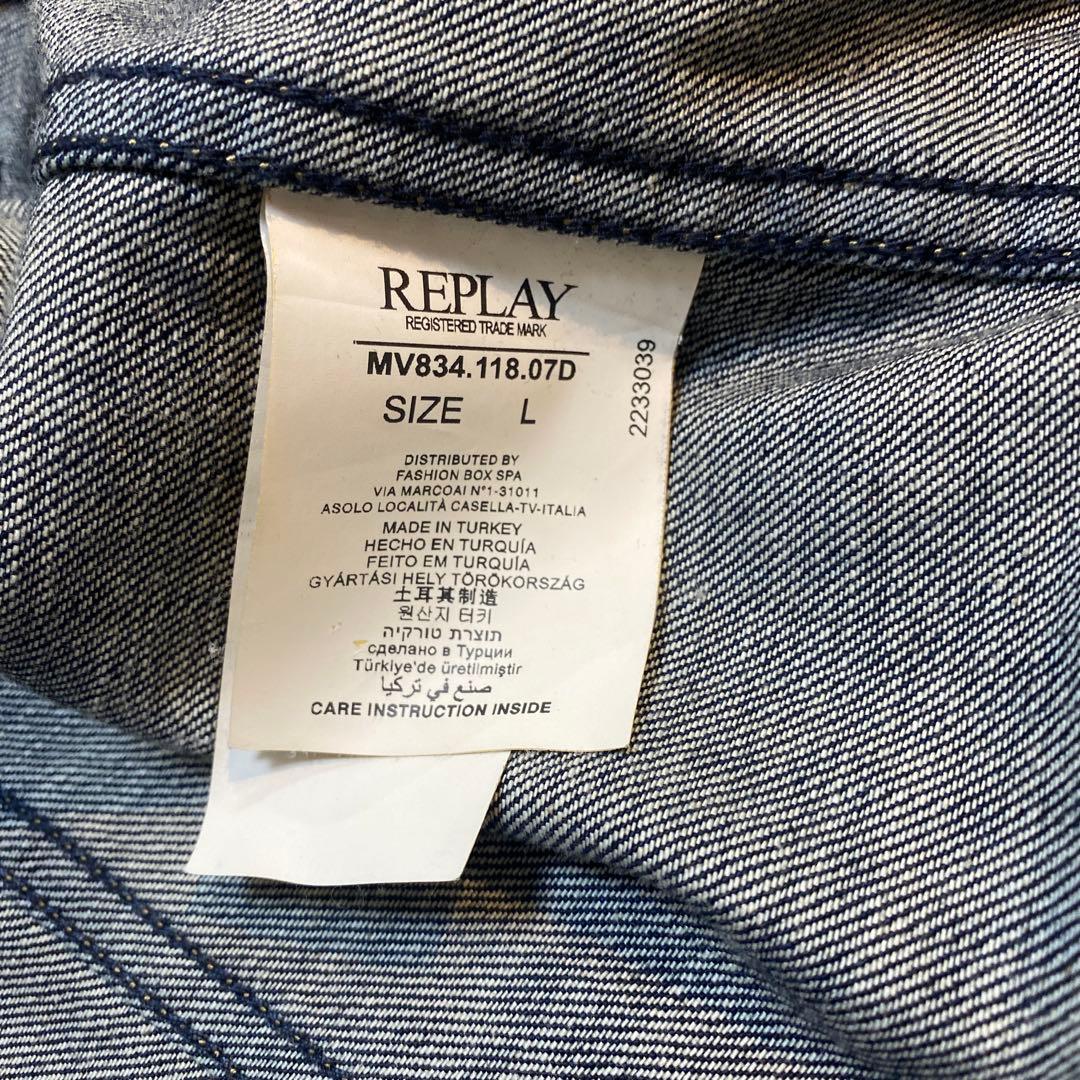 REPLAY
REGISTERED TRADE MARK
MV834.118.07D
SIZE L
2233039
DISTRIBUTED BY
FASHION BOX SPA
VIA MARCOAI N°1-31011
ASOLO LOCALITÀ CASELLA-TV-ITALIA
MADE IN TURKEY
HECHO EN TURQUÍA
FEITO EM TURQUÍA
GYÁRTÁSI HELY TÖRÖKORSZÁG
土耳其制造
원산지 터키
תוצרת טורקיה
сделано в Турции
Türkiye'de üretilmiştir
صنع في تركيا
CARE INSTRUCTION INSIDE